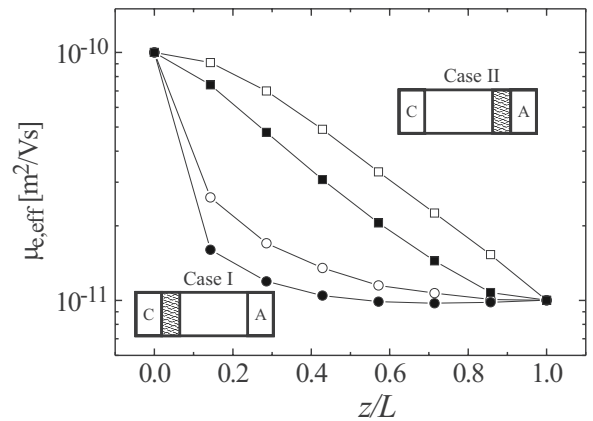 10⁻¹⁰
Case II
C
A
μe,eff [m²/Vs]
Case I
10⁻¹¹
C
A
0.0
0.2
0.4
0.6
0.8
1.0
z/L